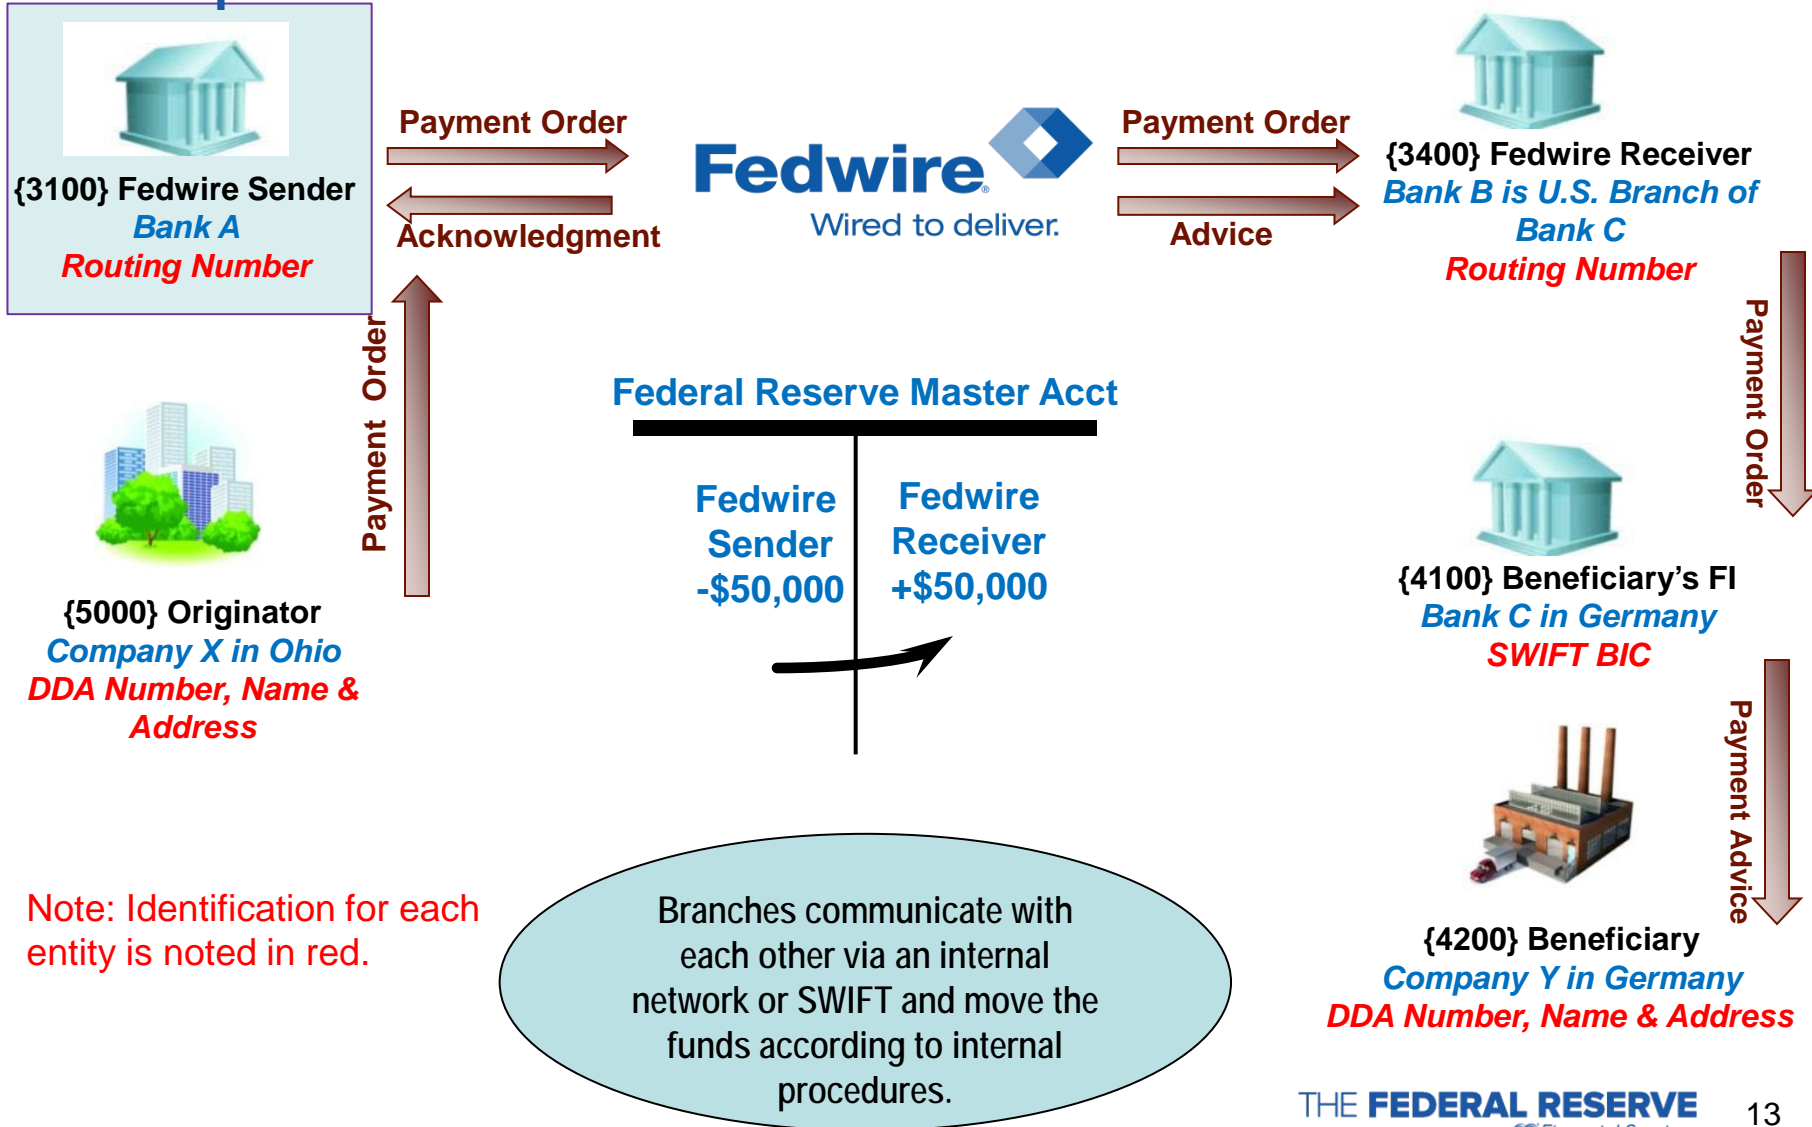 Payment Order
Acknowledgment
{3100} Fedwire Sender
Bank A
Routing Number
Fedwire®
Wired to deliver.
Payment Order
Advice
{3400} Fedwire Receiver
Bank B is U.S. Branch of
Bank C
Routing Number
Payment Order
Payment Order
Federal Reserve Master Acct
Fedwire
Sender
-$50,000
Fedwire
Receiver
+$50,000
{5000} Originator
Company X in Ohio
DDA Number, Name &
Address
{4100} Beneficiary’s FI
Bank C in Germany
SWIFT BIC
Payment Advice
{4200} Beneficiary
Company Y in Germany
DDA Number, Name & Address
Note: Identification for each
entity is noted in red.
Branches communicate with
each other via an internal
network or SWIFT and move the
funds according to internal
procedures.
THE FEDERAL RESERVE
13